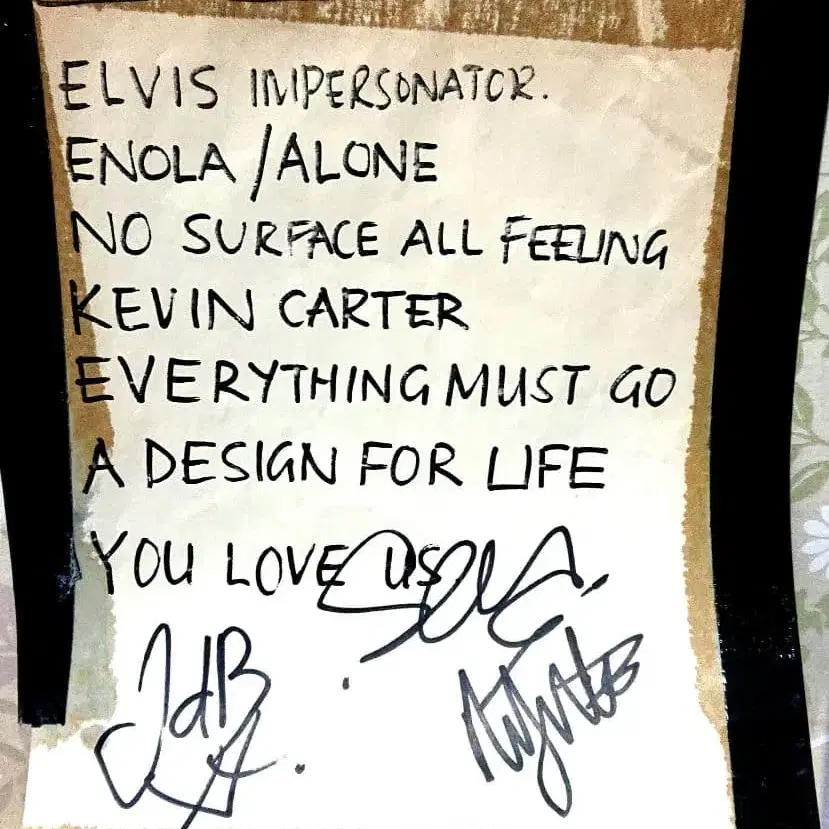 ELVIS IMPERSONATOR.
ENOLA/ALONE
NO SURFACE ALL FEELING
KEVIN CARTER
EVERYTHING MUST GO
A DESIGN FOR LIFE
YOU LOVE US
JdB